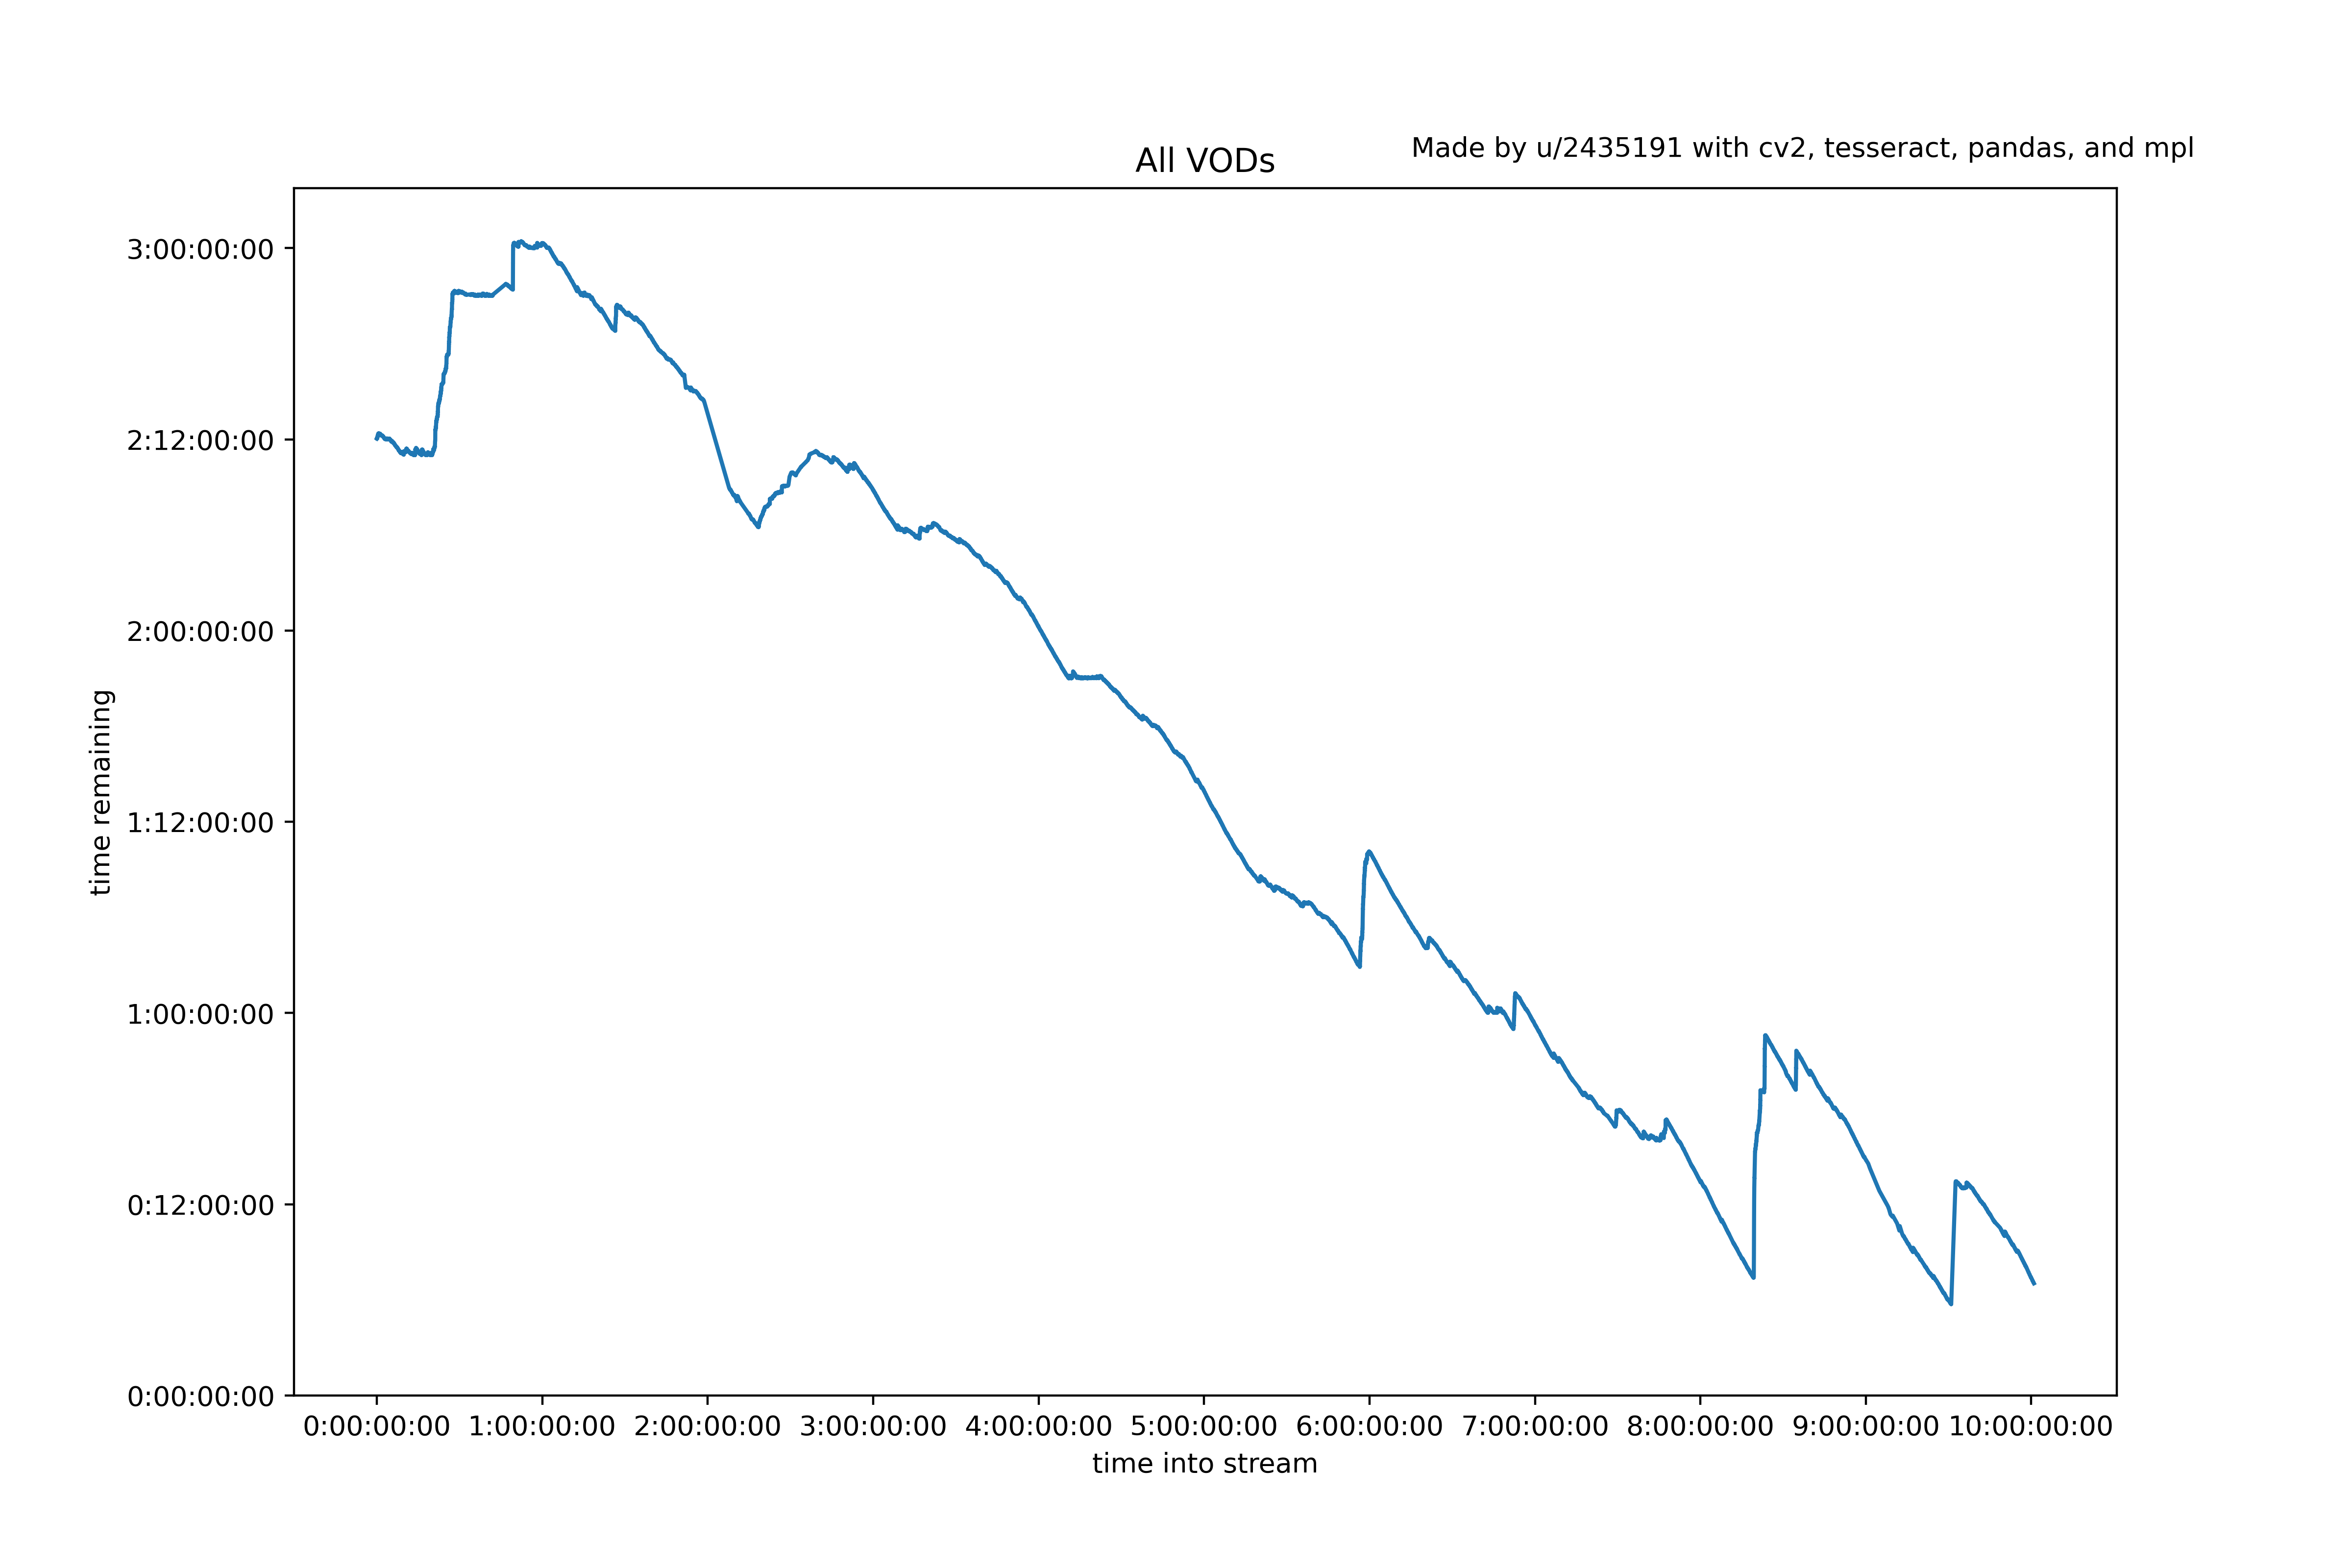 Made by u/2435191 with cv2, tesseract, pandas, and mpl
All VODs
3:00:00:00
2:12:00:00
2:00:00:00
1:12:00:00
1:00:00:00
0:12:00:00
0:00:00:00
time remaining
0:00:00:00 1:00:00:00 2:00:00:00 3:00:00:00 4:00:00:00 5:00:00:00 6:00:00:00 7:00:00:00 8:00:00:00 9:00:00:00 10:00:00:00
time into stream